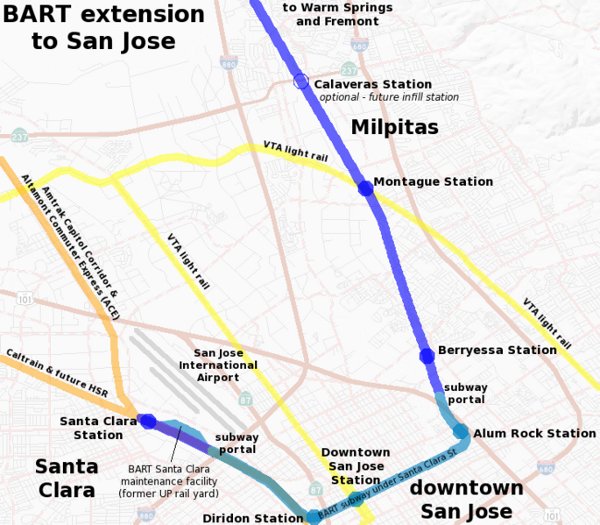 BART extension
to San Jose
to Warm Springs
and Fremont
680
880
Calaveras Station
optional - future infill station
237
Milpitas
237
VTA light rail
Montague Station
Amtrak Capitol Corridor &
Altamont Commuter Express (ACE)
VTA light rail
101
VTA light rail
San Jose
International
Airport
Berryessa Station
Caltrain & future HSR
87
subway
portal
Santa Clara
Station
Alum Rock Station
subway
portal
BART Santa Clara
maintenance facility
(former UP rail yard)
Santa
Clara
Downtown
San Jose
Station
BART subway under Santa Clara St
680
downtown
San Jose
880
87
101
Diridon Station